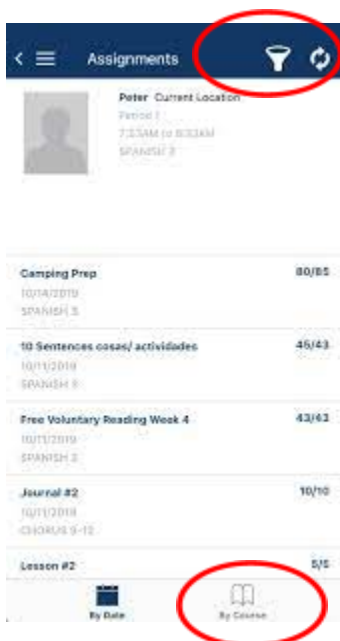 Assignments
Peter Current Location
Period 1
7:53AM to 8:53AM
SPANISH 3
Camping Prep 80/85
10/14/2019
SPANISH 3
10 Sentences cosas/ actividades 45/43
10/11/2019
SPANISH 3
Free Voluntary Reading Week 4 43/43
10/11/2019
SPANISH 3
Journal #2 10/10
10/11/2019
CHORUS 9-12
Lesson #2 5/5
By Date By Course